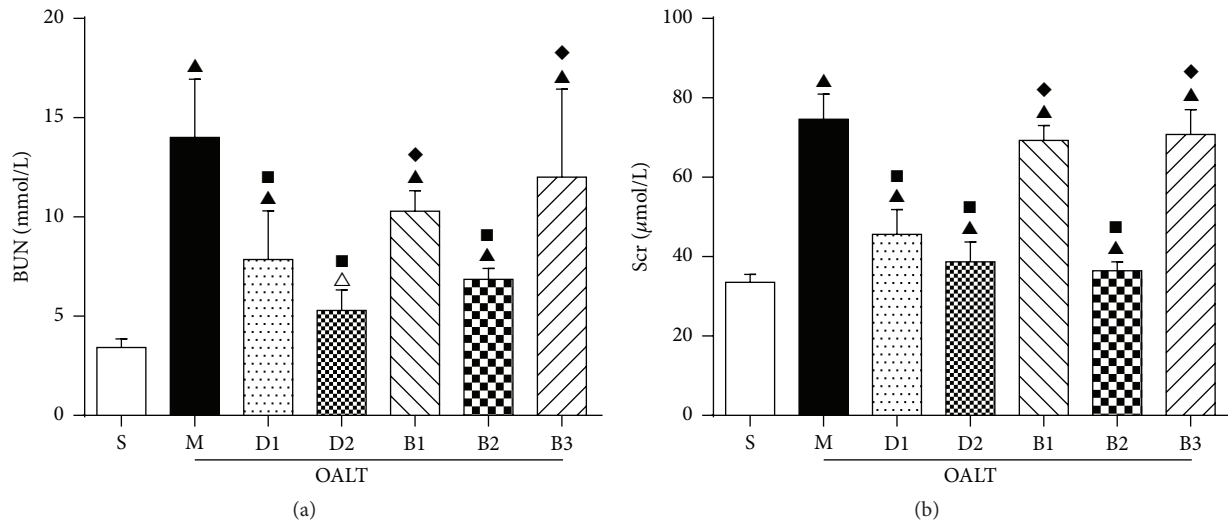 20
15
10
5
0
BUN (mmol/L)
S M D1 D2 B1 B2 B3
OALT
(a)
100
80
60
40
20
0
Scr (μmol/L)
S M D1 D2 B1 B2 B3
OALT
(b)